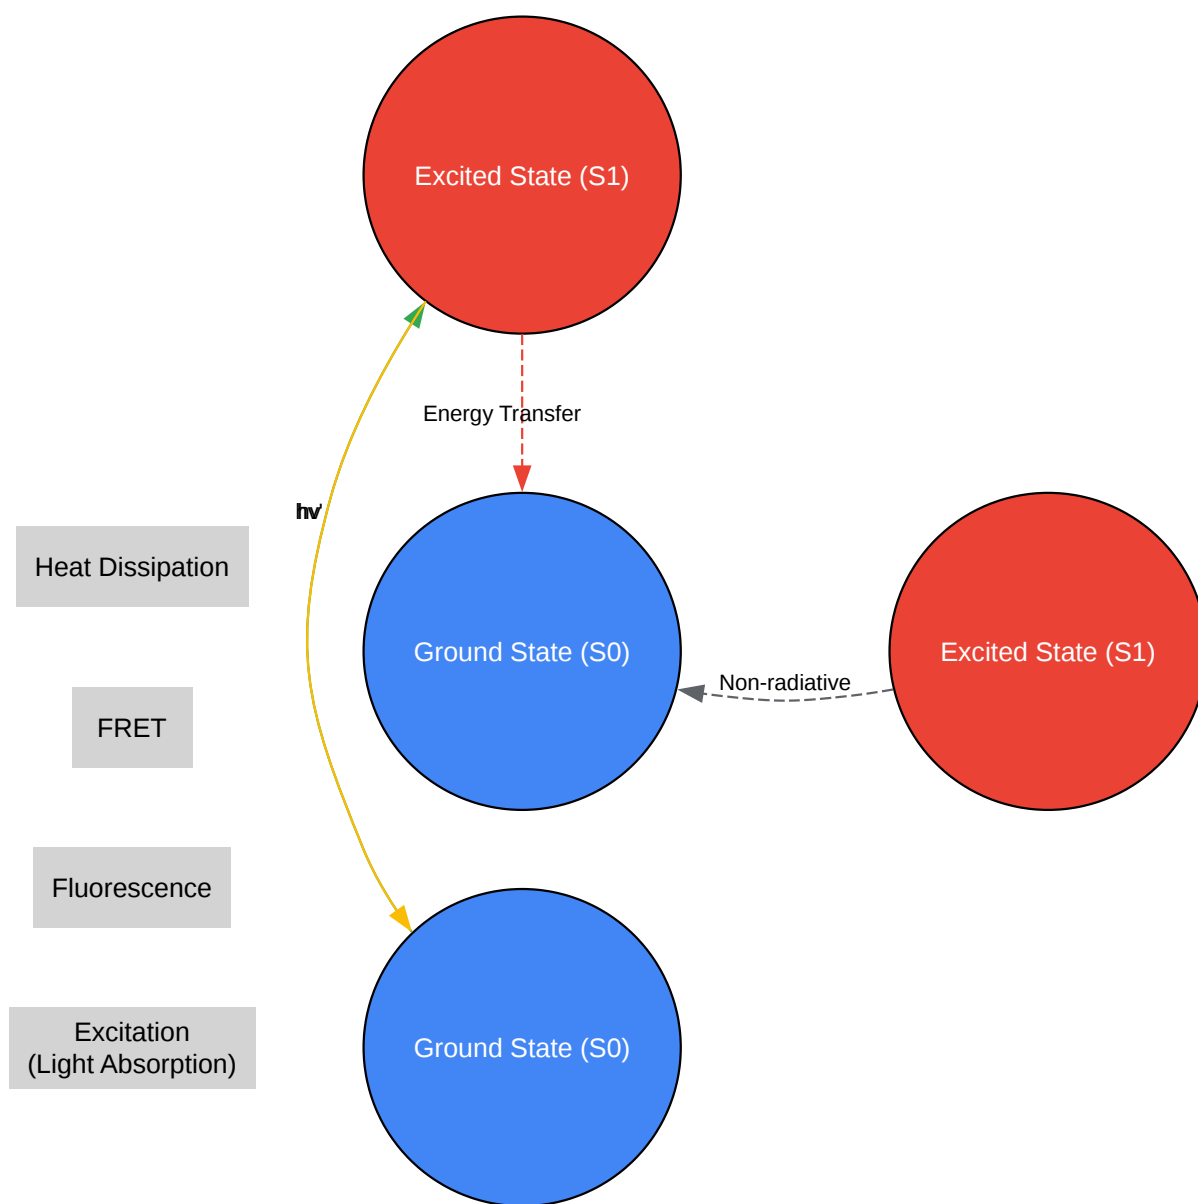 Excited State (S1)
Energy Transfer
Heat Dissipation
Ground State (S0)
Excited State (S1)
Non-radiative
FRET
Fluorescence
Excitation
(Light Absorption)
Ground State (S0)